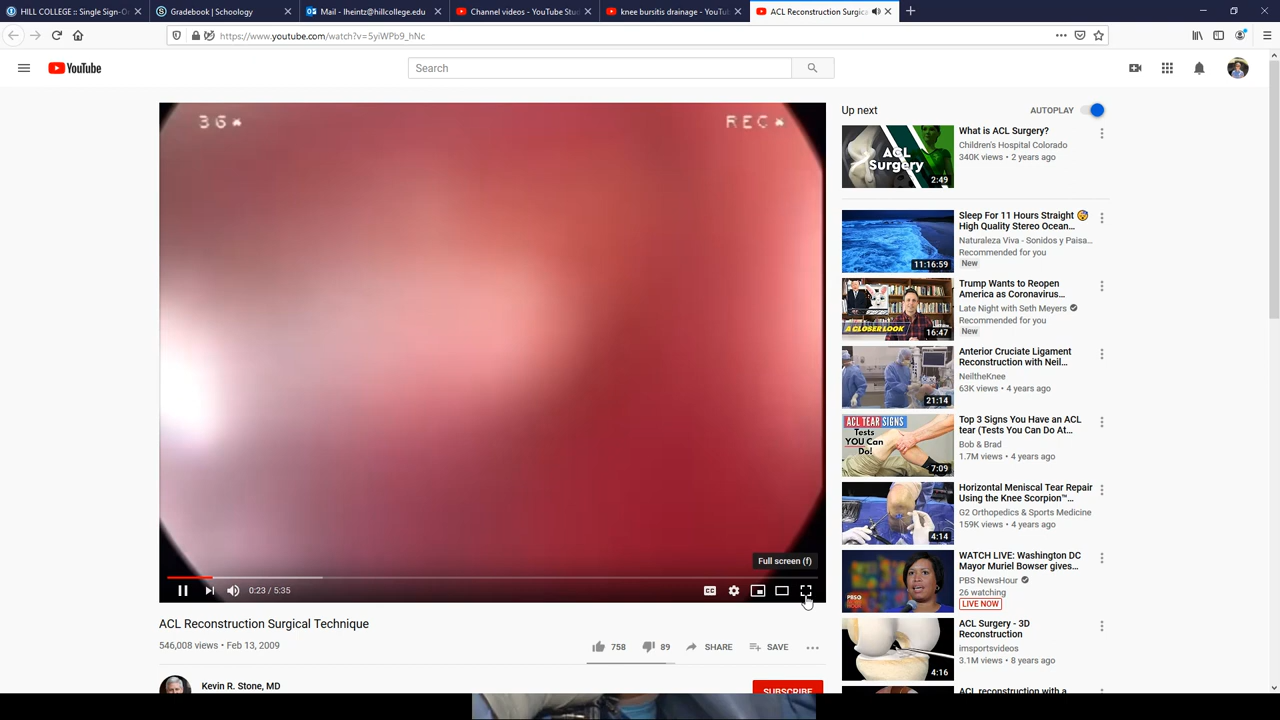 HILL COLLEGE :: Single Sign-O
Gradebook | Schoology
Mail - lheintz@hillcollege.edu
Channel videos - YouTube Stu
knee bursitis drainage - YouTu
ACL Reconstruction Surgica
https://www.youtube.com/watch?v=5yiWPb9_hNc
YouTube
Search
36
REC
Full screen (f)
0:23 / 5:35
CC
ACL Reconstruction Surgical Technique
546,008 views • Feb 13, 2009
758
89
SHARE
SAVE
Kevin R. Stone, MD
SUBSCRIBE
Up next
AUTOPLAY
ACL
Surgery
2:49
What is ACL Surgery?
Children's Hospital Colorado
340K views • 2 years ago
11:16:59
Sleep For 11 Hours Straight 😴
High Quality Stereo Ocean...
Naturaleza Viva - Sonidos y Paisa...
Recommended for you
New
A CLOSER LOOK
16:47
Trump Wants to Reopen
America as Coronavirus...
Late Night with Seth Meyers
Recommended for you
New
21:14
Anterior Cruciate Ligament
Reconstruction with Neil...
NeiltheKnee
63K views • 4 years ago
ACL TEAR SIGNS
Tests
YOU Can
Do!
7:09
Top 3 Signs You Have an ACL
tear (Tests You Can Do At...
Bob & Brad
1.7M views • 4 years ago
4:14
Horizontal Meniscal Tear Repair
Using the Knee Scorpion™...
G2 Orthopedics & Sports Medicine
159K views • 4 years ago
WATCH LIVE: Washington DC
Mayor Muriel Bowser gives...
PBS NewsHour
26 watching
LIVE NOW
4:16
ACL Surgery - 3D
Reconstruction
imsportsvideos
3.1M views • 8 years ago
ACL reconstruction with a